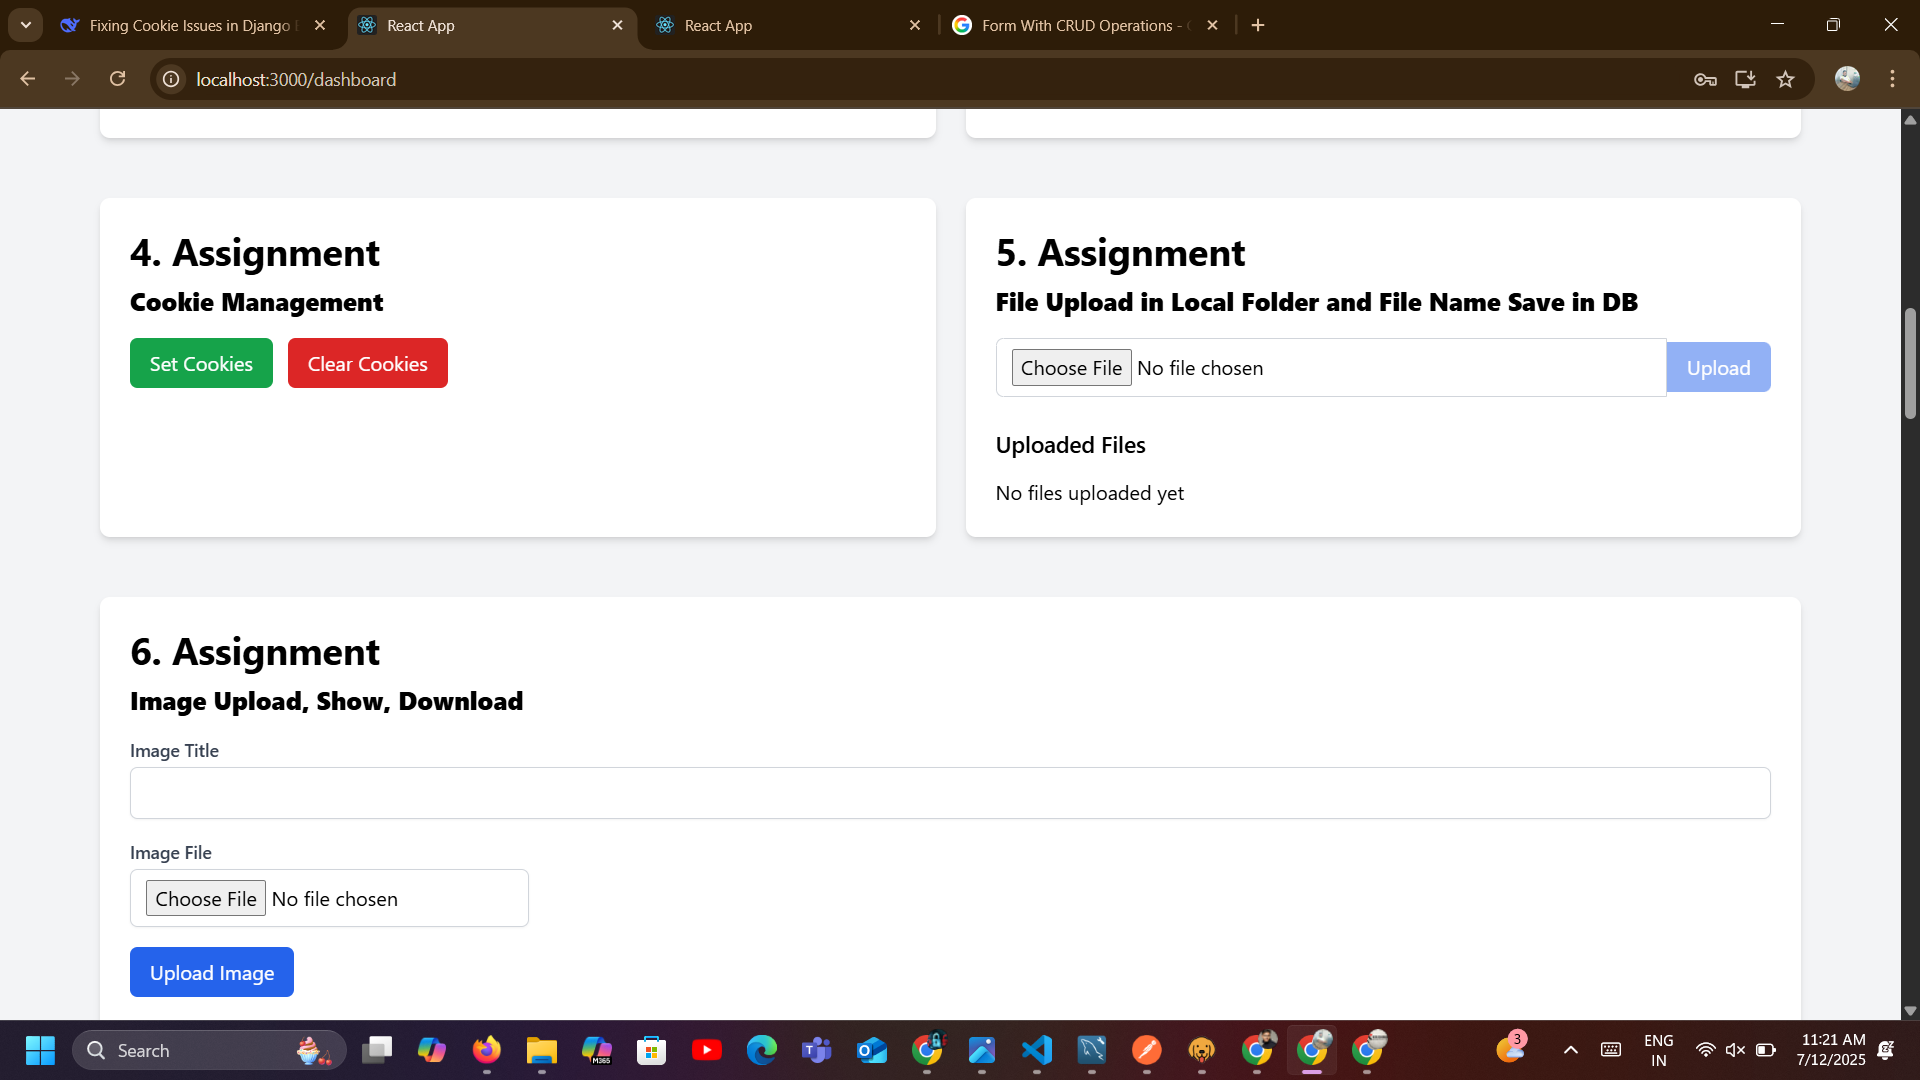 Fixing Cookie Issues in Django
React App
React App
Form With CRUD Operations -
localhost:3000/dashboard
4. Assignment
Cookie Management
Set Cookies
Clear Cookies
5. Assignment
File Upload in Local Folder and File Name Save in DB
Choose File No file chosen
Upload
Uploaded Files
No files uploaded yet
6. Assignment
Image Upload, Show, Download
Image Title
Image File
Choose File No file chosen
Upload Image
Search
M365
3
ENG
IN
11:21 AM
7/12/2025